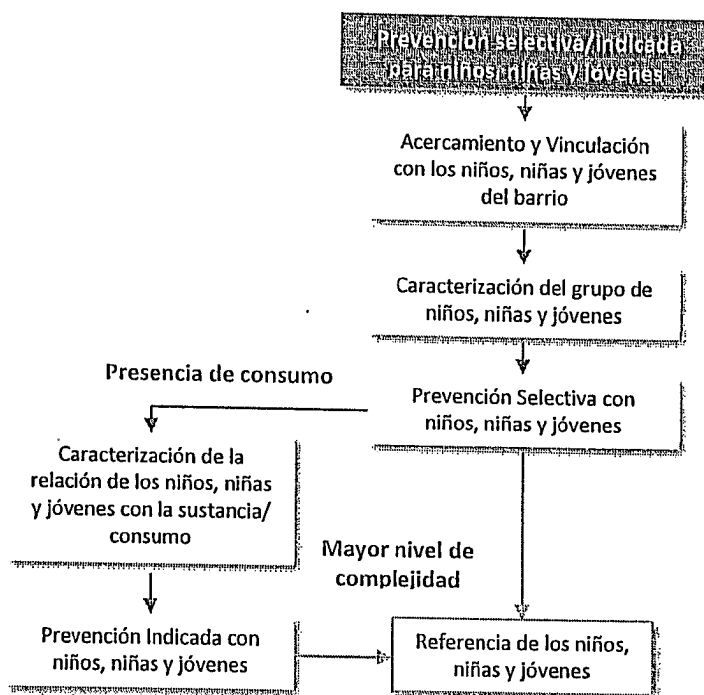 Prevención selectiva/indicada
para niños, niñas y jóvenes
Acercamiento y Vinculación
con los niños, niñas y jóvenes
del barrio
Caracterización del grupo de
niños, niñas y jóvenes
Presencia de consumo
Prevención Selectiva con
niños, niñas y jóvenes
Caracterización de la
relación de los niños, niñas
y jóvenes con la sustancia/
consumo
Mayor nivel de
complejidad
Prevención Indicada con
niños, niñas y jóvenes
Referencia de los niños,
niñas y jóvenes